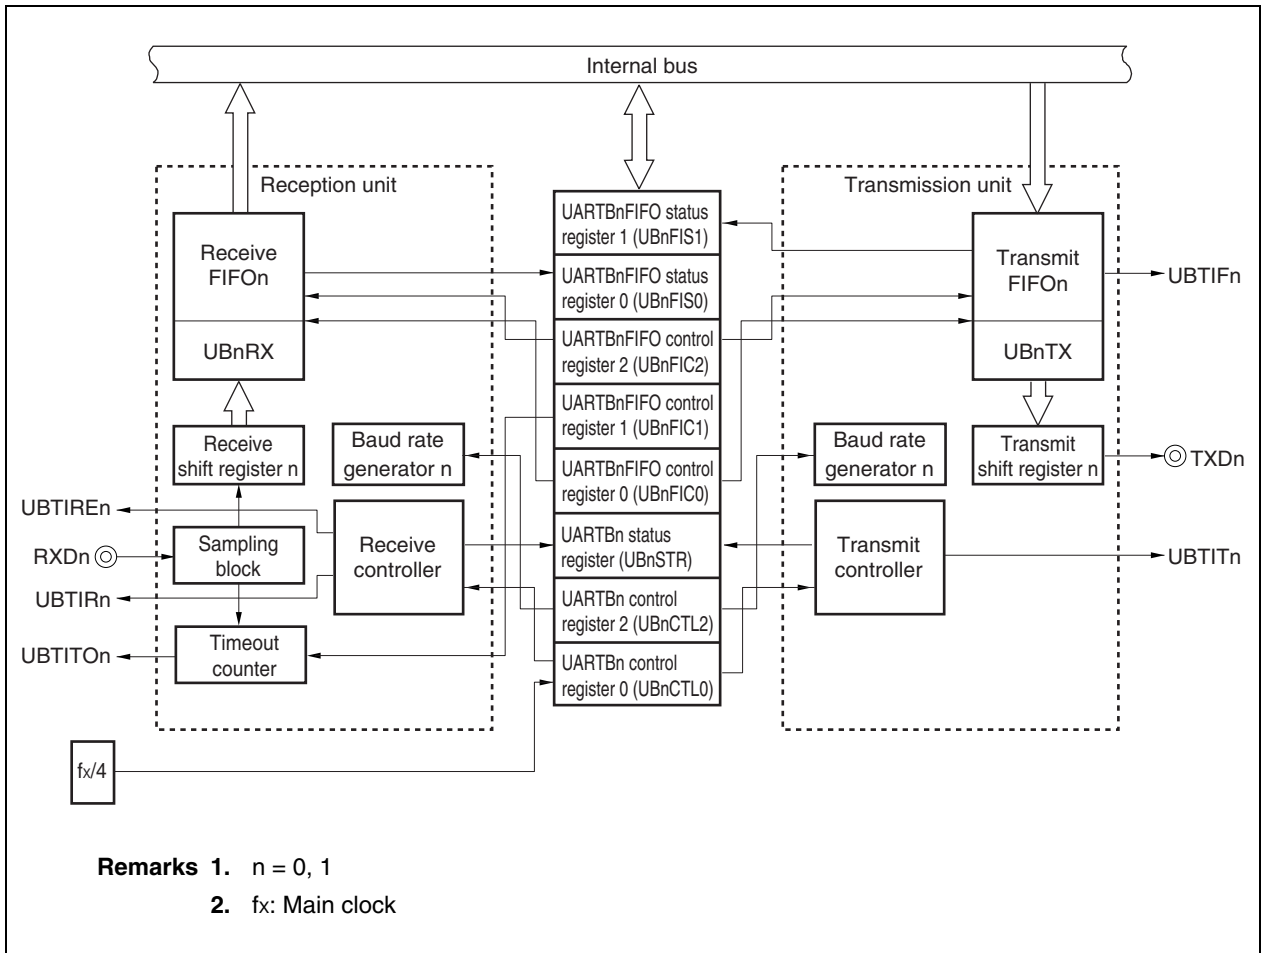 Internal bus
Reception unit
Transmission unit
Receive
FIFOn
UBnRX
UARTBnFIFO status
register 1 (UBnFIS1)
UARTBnFIFO status
register 0 (UBnFIS0)
UARTBnFIFO control
register 2 (UBnFIC2)
UARTBnFIFO control
register 1 (UBnFIC1)
UARTBnFIFO control
register 0 (UBnFIC0)
UARTBn status
register (UBnSTR)
UARTBn control
register 2 (UBnCTL2)
UARTBn control
register 0 (UBnCTL0)
Transmit
FIFOn
UBnTX
UBTIFn
Receive
shift register n
Baud rate
generator n
Baud rate
generator n
Transmit
shift register n
TXDn
UBTIREn
RXDn
UBTIRn
UBTITOn
Sampling
block
Receive
controller
Timeout
counter
Transmit
controller
UBTITn
fx/4
Remarks 1. n = 0, 1
2. fx: Main clock